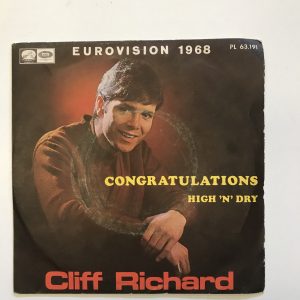 EUROVISION 1968
PL 63.191
CONGRATULATIONS
HIGH 'N' DRY
Cliff Richard